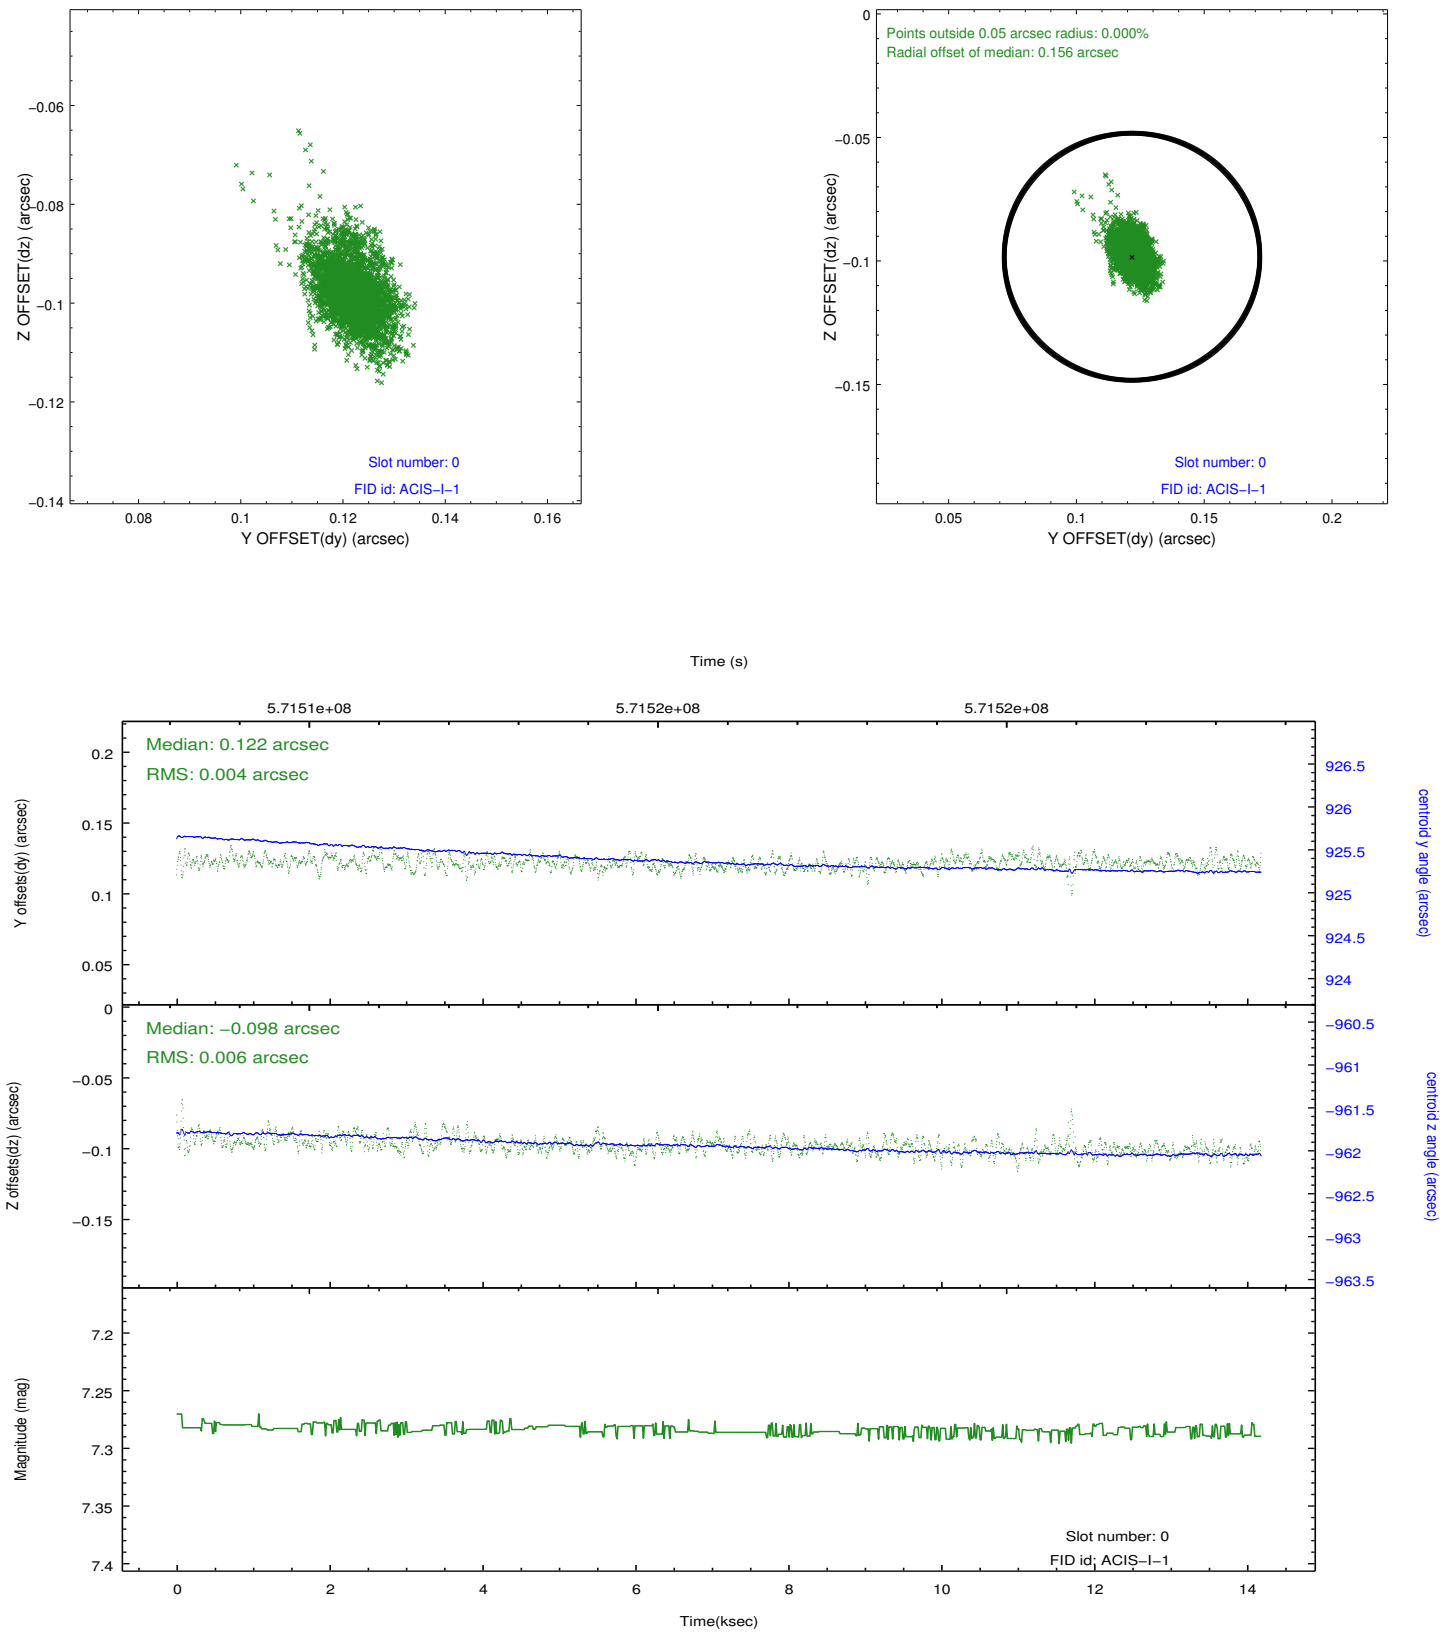 −0.06
−0.08
−0.1
−0.12
−0.14
Z OFFSET(dz) (arcsec)
Slot number: 0
FID id: ACIS−I−1
0.08 0.1 0.12 0.14 0.16
Y OFFSET(dy) (arcsec)
Points outside 0.05 arcsec radius: 0.000%
Radial offset of median: 0.156 arcsec
0
−0.05
−0.1
−0.15
Z OFFSET(dz) (arcsec)
Slot number: 0
FID id: ACIS−I−1
0.05 0.1 0.15 0.2
Y OFFSET(dy) (arcsec)
Time (s)
5.7151e+08 5.7152e+08 5.7152e+08
Median: 0.122 arcsec
RMS: 0.004 arcsec
0.2
0.15
0.1
0.05
Y offsets(dy) (arcsec)
926.5
926
925.5
925
924.5
924
centroid y angle (arcsec)
Median: −0.098 arcsec
RMS: 0.006 arcsec
0
−0.05
−0.1
−0.15
Z offsets(dz) (arcsec)
−960.5
−961
−961.5
−962
−962.5
−963
−963.5
centroid z angle (arcsec)
7.2
7.25
7.3
7.35
7.4
Magnitude (mag)
Slot number: 0
FID id: ACIS−I−1
0 2 4 6 8 10 12 14
Time(ksec)